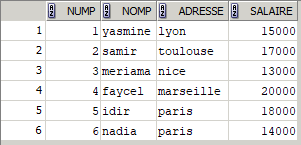 NUMP NOMP ADRESSE SALAIRE
1 1 yasmine lyon 15000
2 2 samir toulouse 17000
3 3 meriama nice 13000
4 4 faycel marseille 20000
5 5 idir paris 18000
6 6 nadia paris 14000